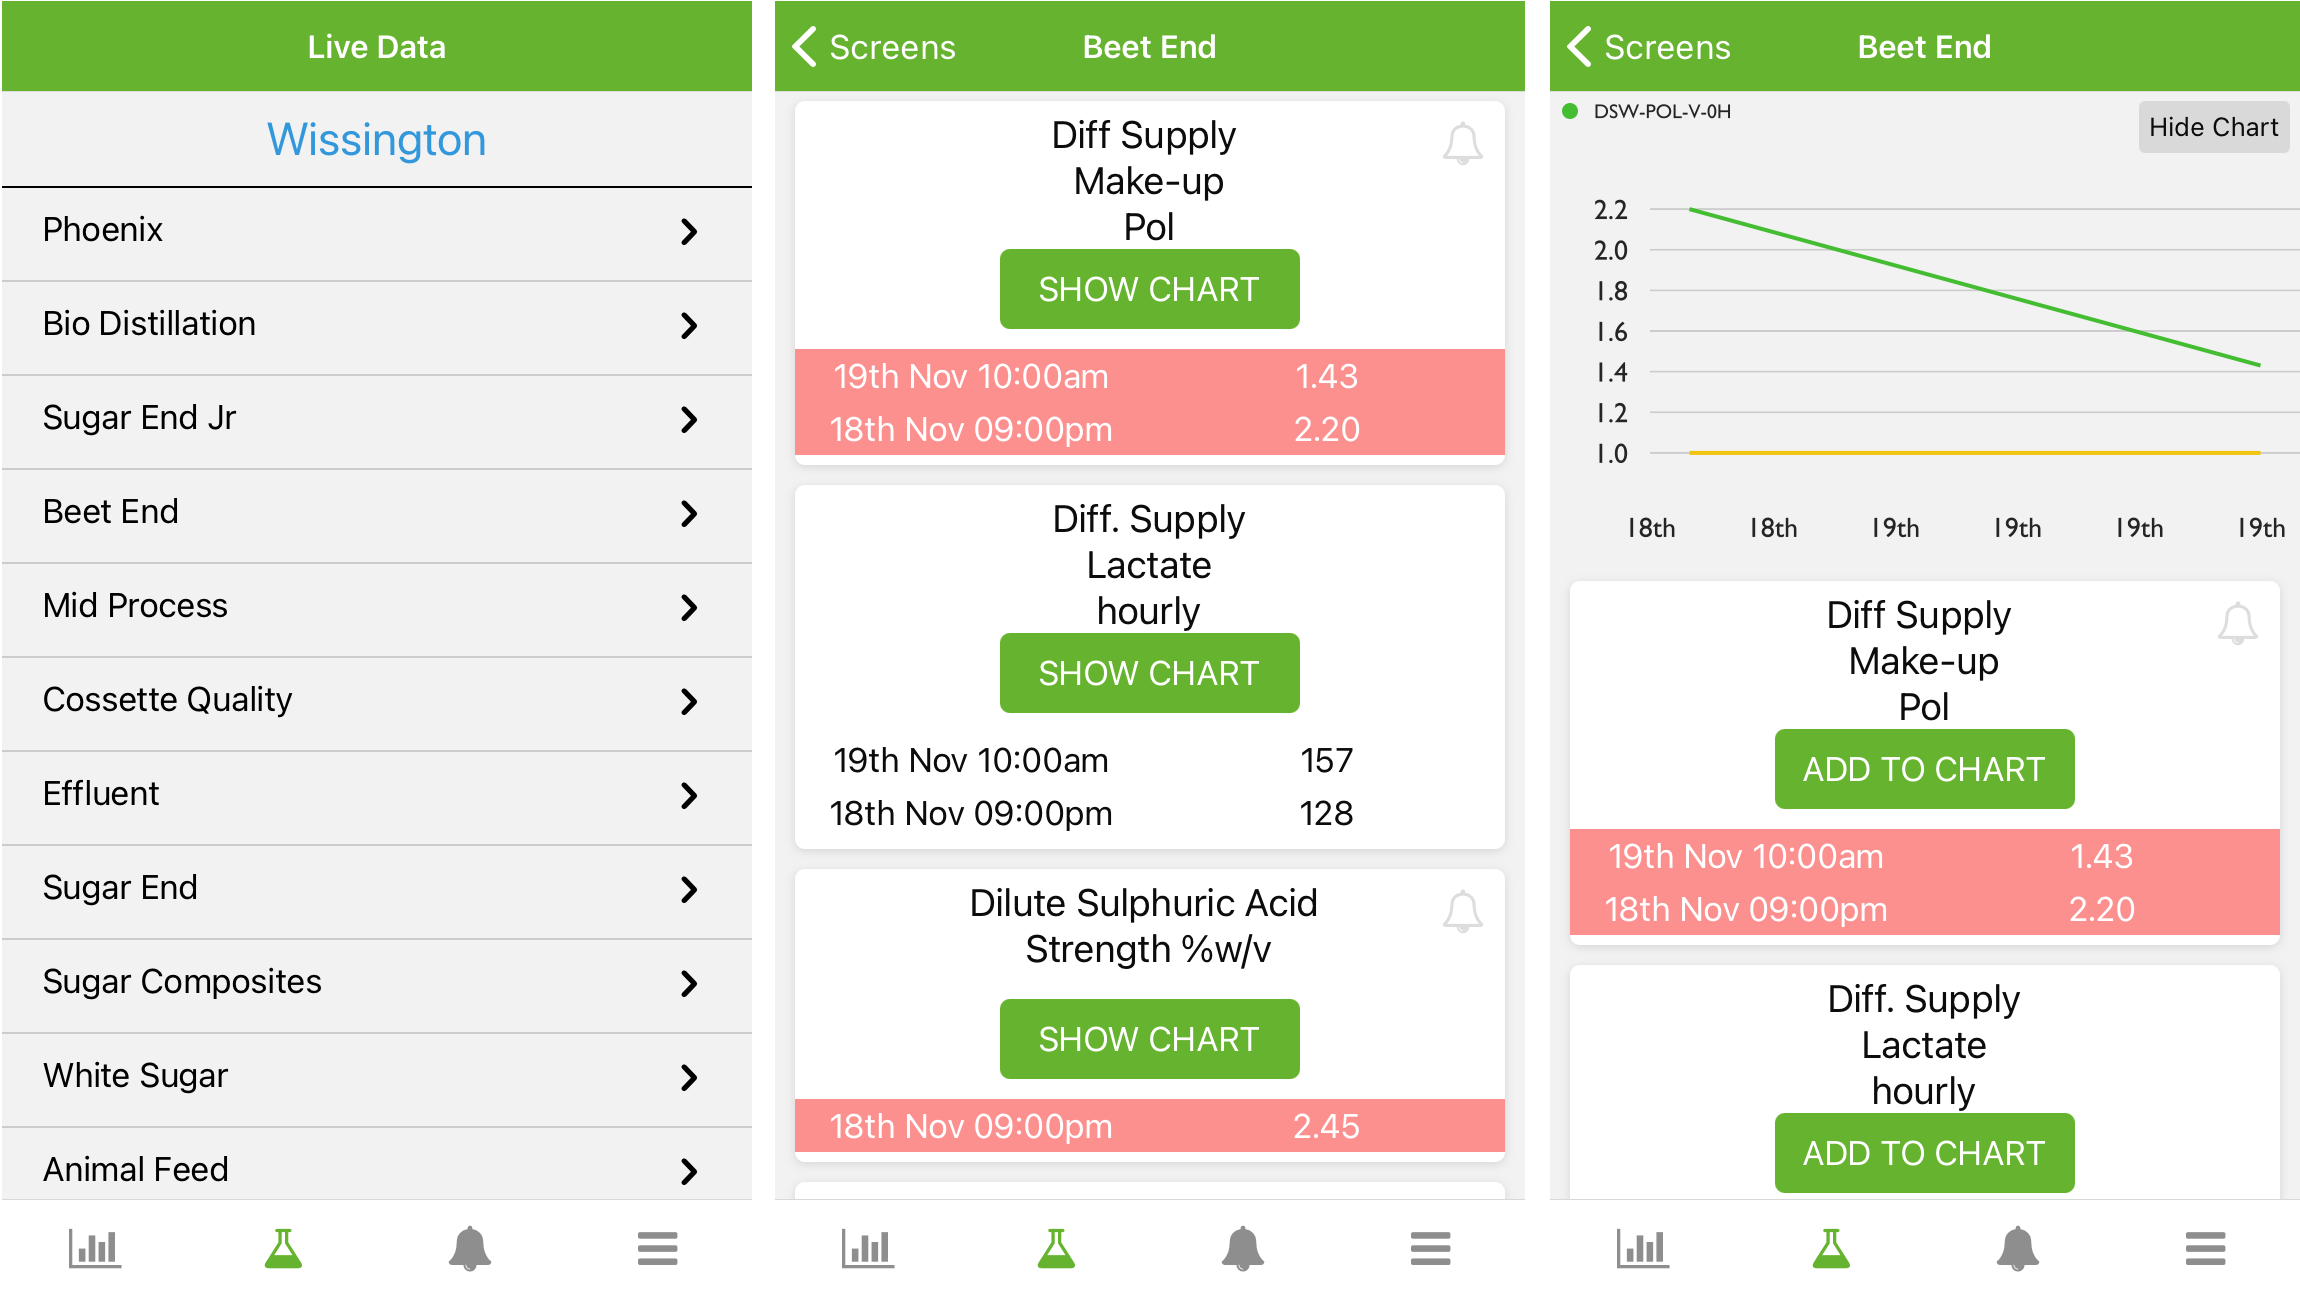 Live Data
Wissington
Phoenix
Bio Distillation
Sugar End Jr
Beet End
Mid Process
Cossette Quality
Effluent
Sugar End
Sugar Composites
White Sugar
Animal Feed
Screens
Beet End
Diff Supply
Make-up
Pol
SHOW CHART
19th Nov 10:00am 1.43
18th Nov 09:00pm 2.20
Diff. Supply
Lactate
hourly
SHOW CHART
19th Nov 10:00am 157
18th Nov 09:00pm 128
Dilute Sulphuric Acid
Strength %w/v
SHOW CHART
18th Nov 09:00pm 2.45
Screens
Beet End
DSW-POL-V-0H
Hide Chart
2.2
2.0
1.8
1.6
1.4
1.2
1.0
18th 18th 19th 19th 19th 19th
Diff Supply
Make-up
Pol
ADD TO CHART
19th Nov 10:00am 1.43
18th Nov 09:00pm 2.20
Diff. Supply
Lactate
hourly
ADD TO CHART